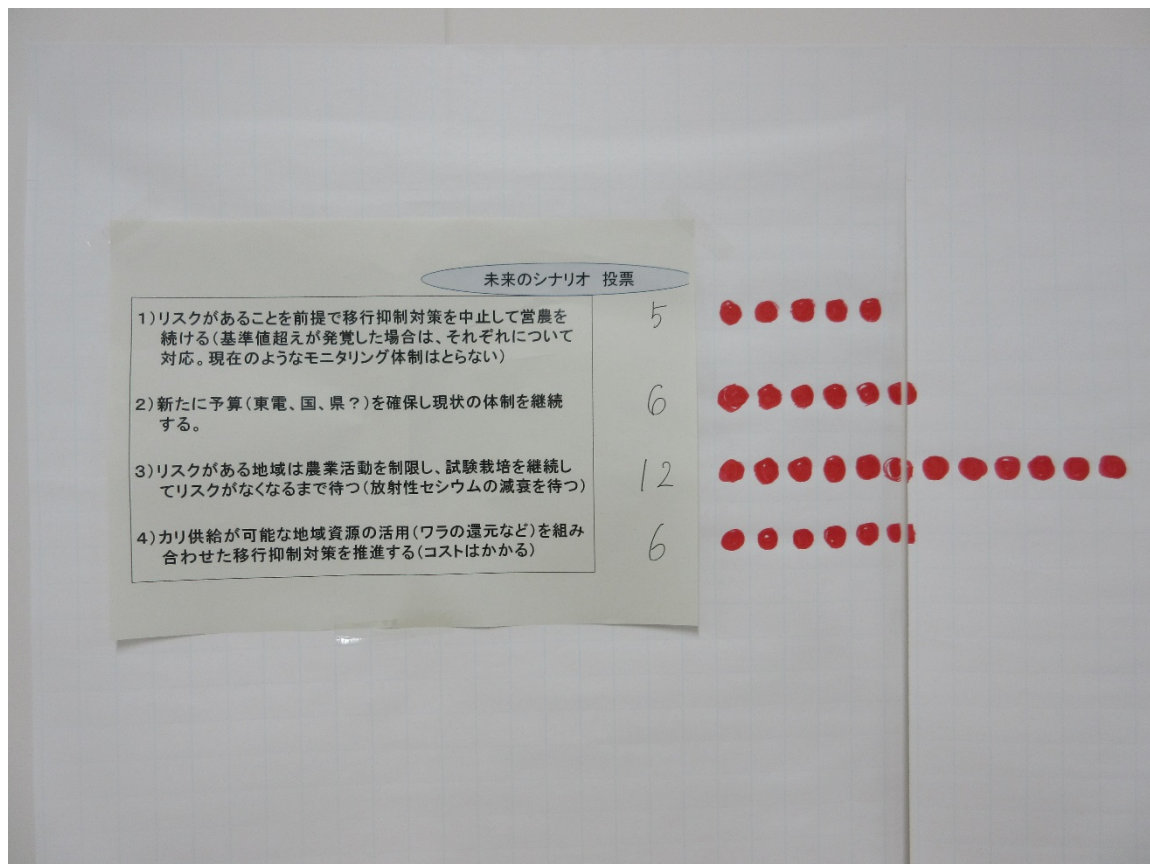 未来のシナリオ 投票
1)リスクがあることを前提で移行抑制対策を中止して営農を
続ける(基準値超えが発覚した場合は、それぞれについて
対応。現在のようなモニタリング体制はとらない)
5
2)新たに予算(東電、国、県?)を確保し現状の体制を継続
する。
6
3)リスクがある地域は農業活動を制限し、試験栽培を継続し
てリスクがなくなるまで待つ(放射性セシウムの減衰を待つ)
12
4)カリ供給が可能な地域資源の活用(ワラの還元など)を組み
合わせた移行抑制対策を推進する(コストはかかる)
6